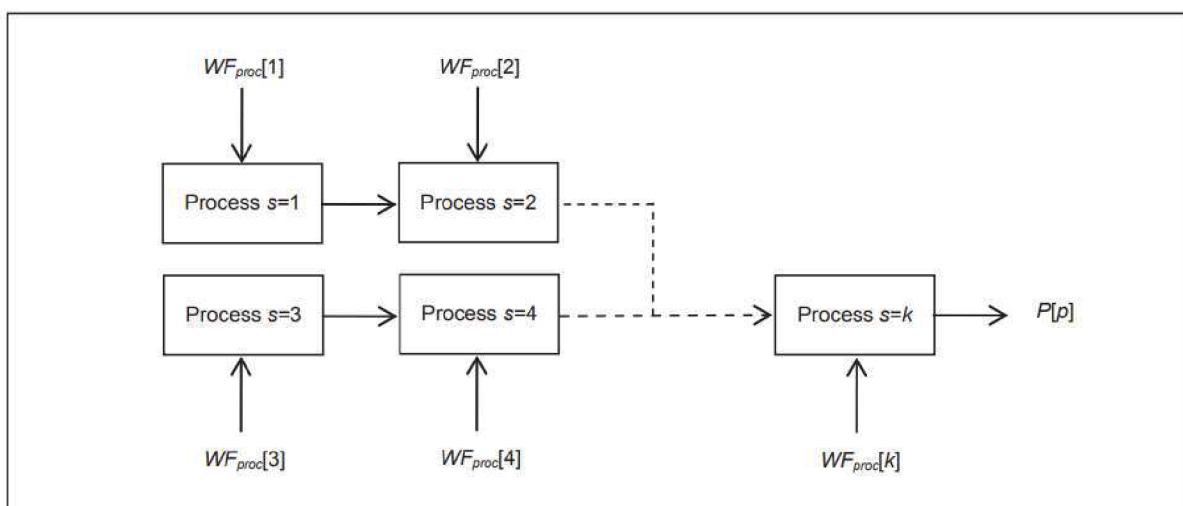 WFproc[1]
WFproc[2]
Process s=1
Process s=2
Process s=3
Process s=4
Process s=k
P[p]
WFproc[3]
WFproc[4]
WFproc[k]